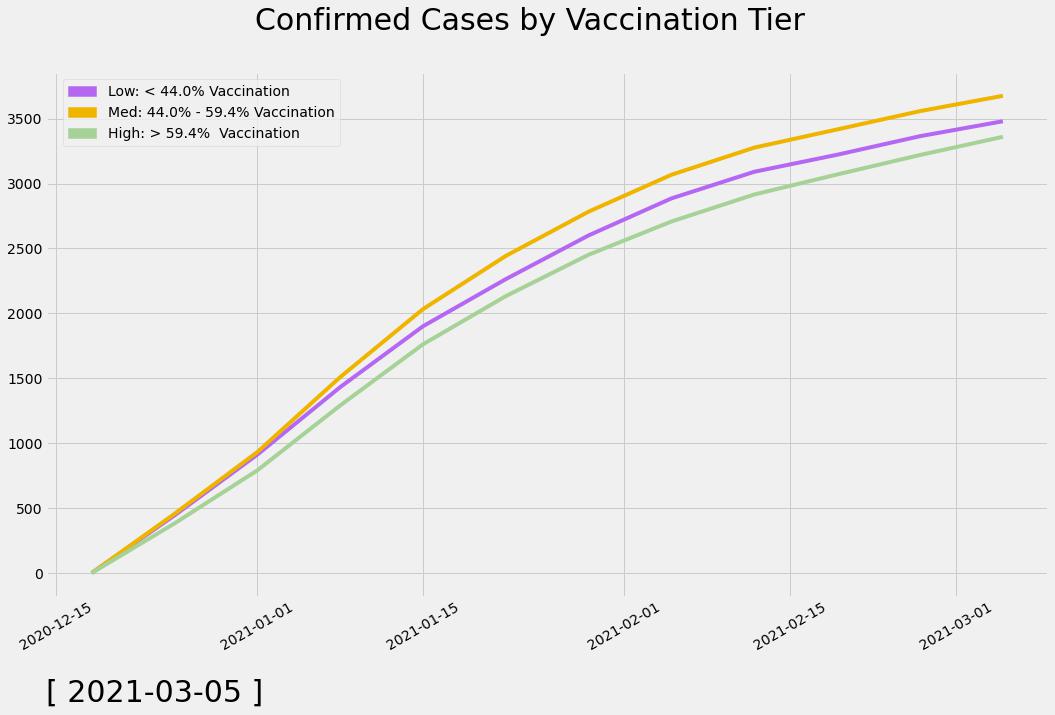 Confirmed Cases by Vaccination Tier
Low: < 44.0% Vaccination
Med: 44.0% - 59.4% Vaccination
High: > 59.4%  Vaccination
3500
3000
2500
2000
1500
1000
500
0
2020-12-15
2021-01-01
2021-01-15
2021-02-01
2021-02-15
2021-03-01
[ 2021-03-05 ]